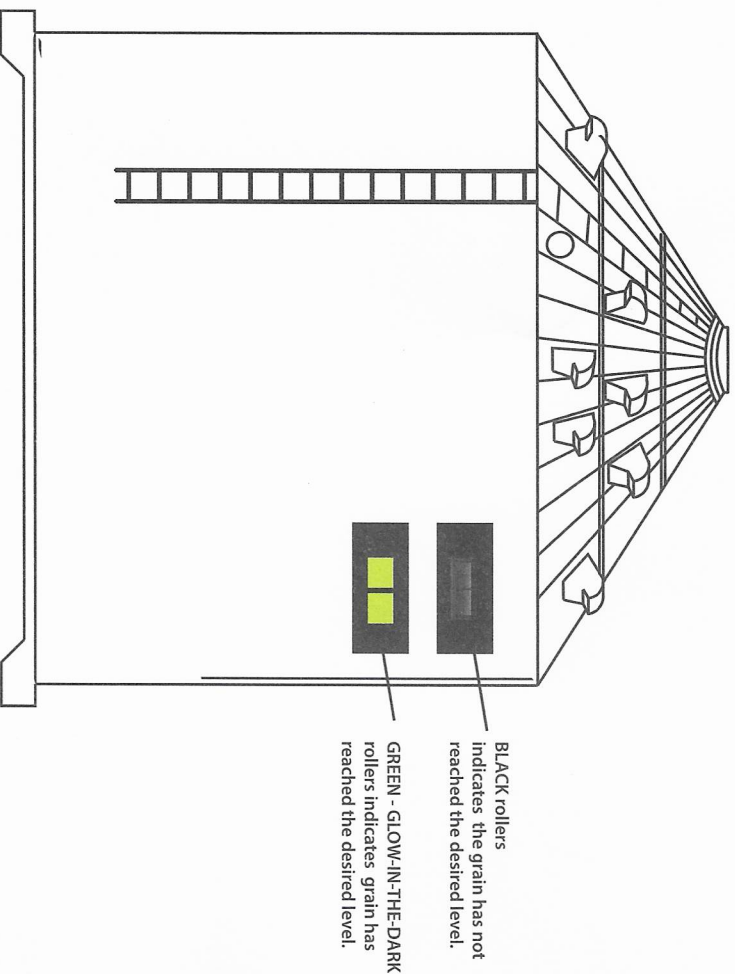 BLACK rollers
indicates the grain has not
reached the desired level.
GREEN - GLOW-IN-THE-DARK
rollers indicates grain has
reached the desired level.